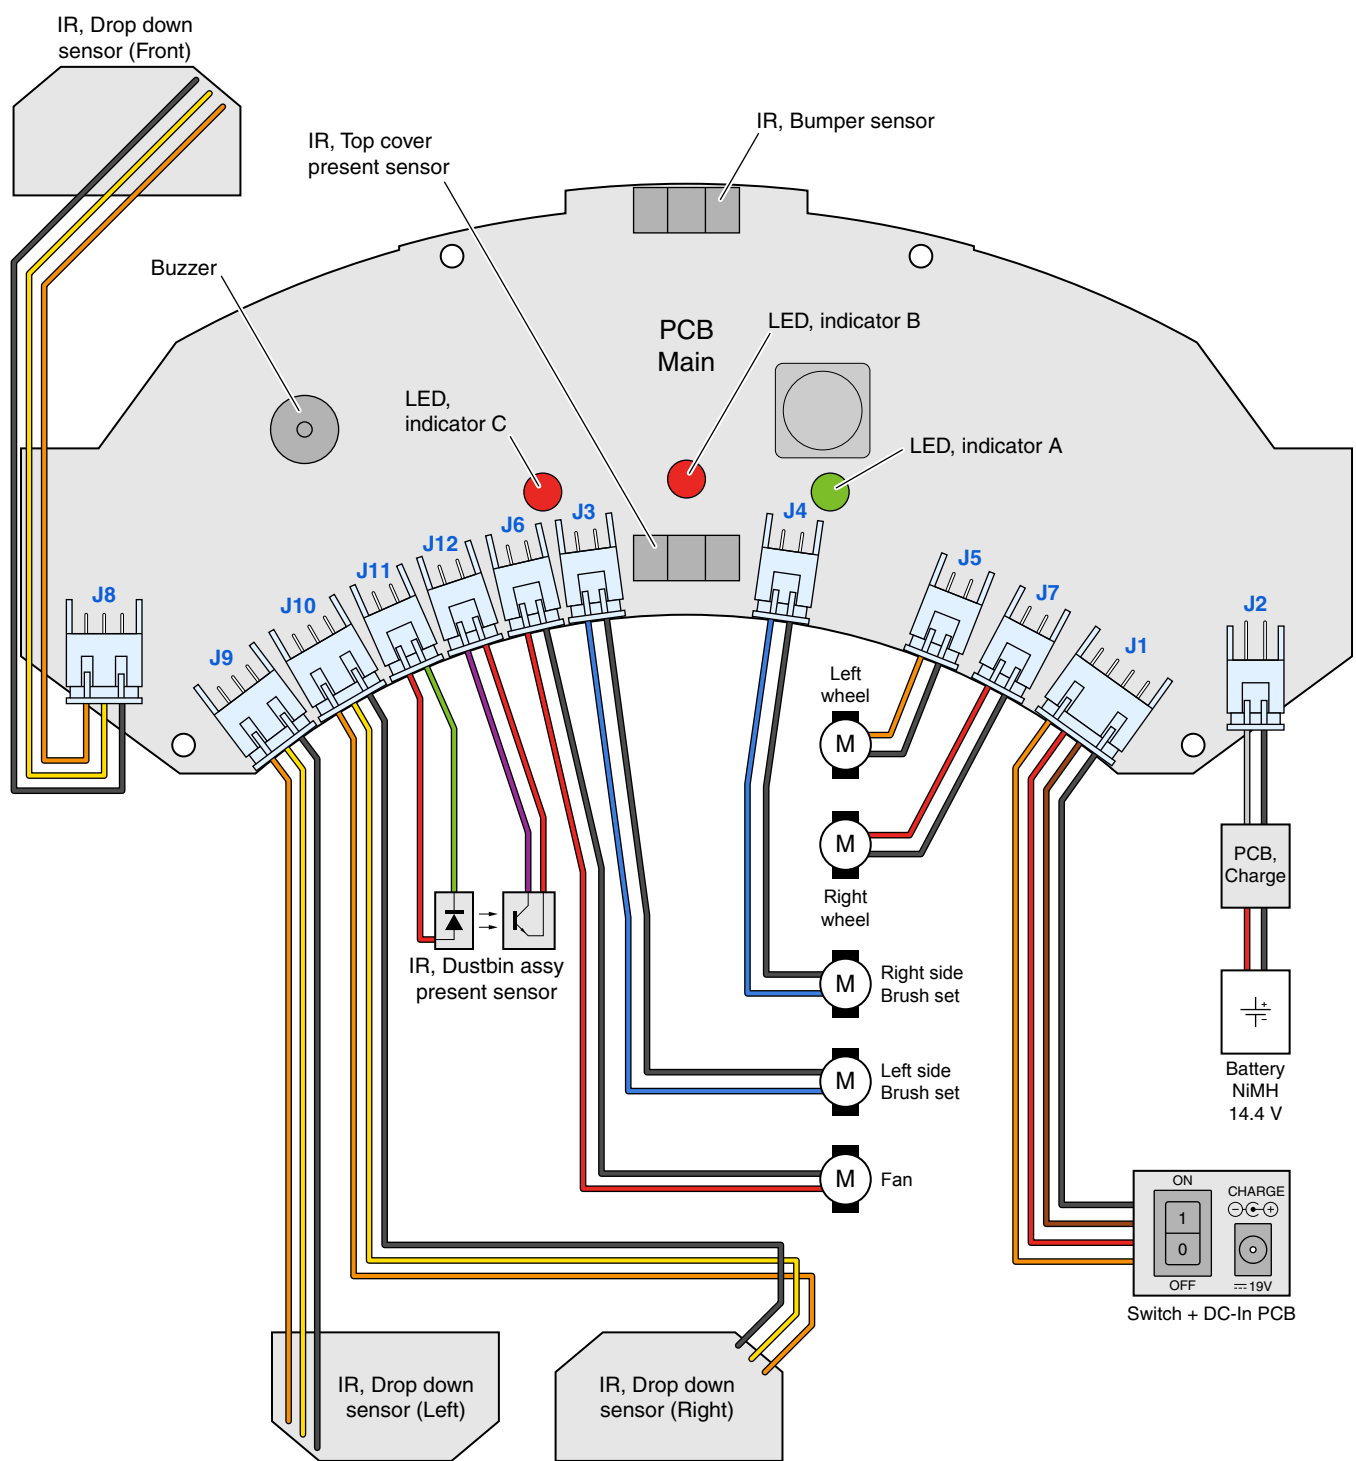 IR, Drop down
sensor (Front)
IR, Top cover
present sensor
IR, Bumper sensor
Buzzer
PCB
Main
LED, indicator B
LED,
indicator C
LED, indicator A
J8
J9
J10
J11
J12
J6
J3
J4
J5
J7
J1
J2
Left
wheel
M
M
Right
wheel
PCB,
Charge
IR, Dustbin assy
present sensor
M
Right side
Brush set
M
Left side
Brush set
M
Fan
+
-
Battery
NiMH
14.4 V
ON
1
0
OFF
CHARGE
- +
19V
Switch + DC-In PCB
IR, Drop down
sensor (Left)
IR, Drop down
sensor (Right)